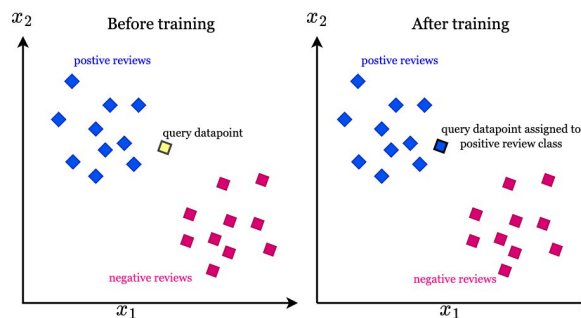 Before training
x2
postive reviews
query datapoint
negative reviews
x1
After training
x2
postive reviews
query datapoint assigned to
positive review class
negative reviews
x1